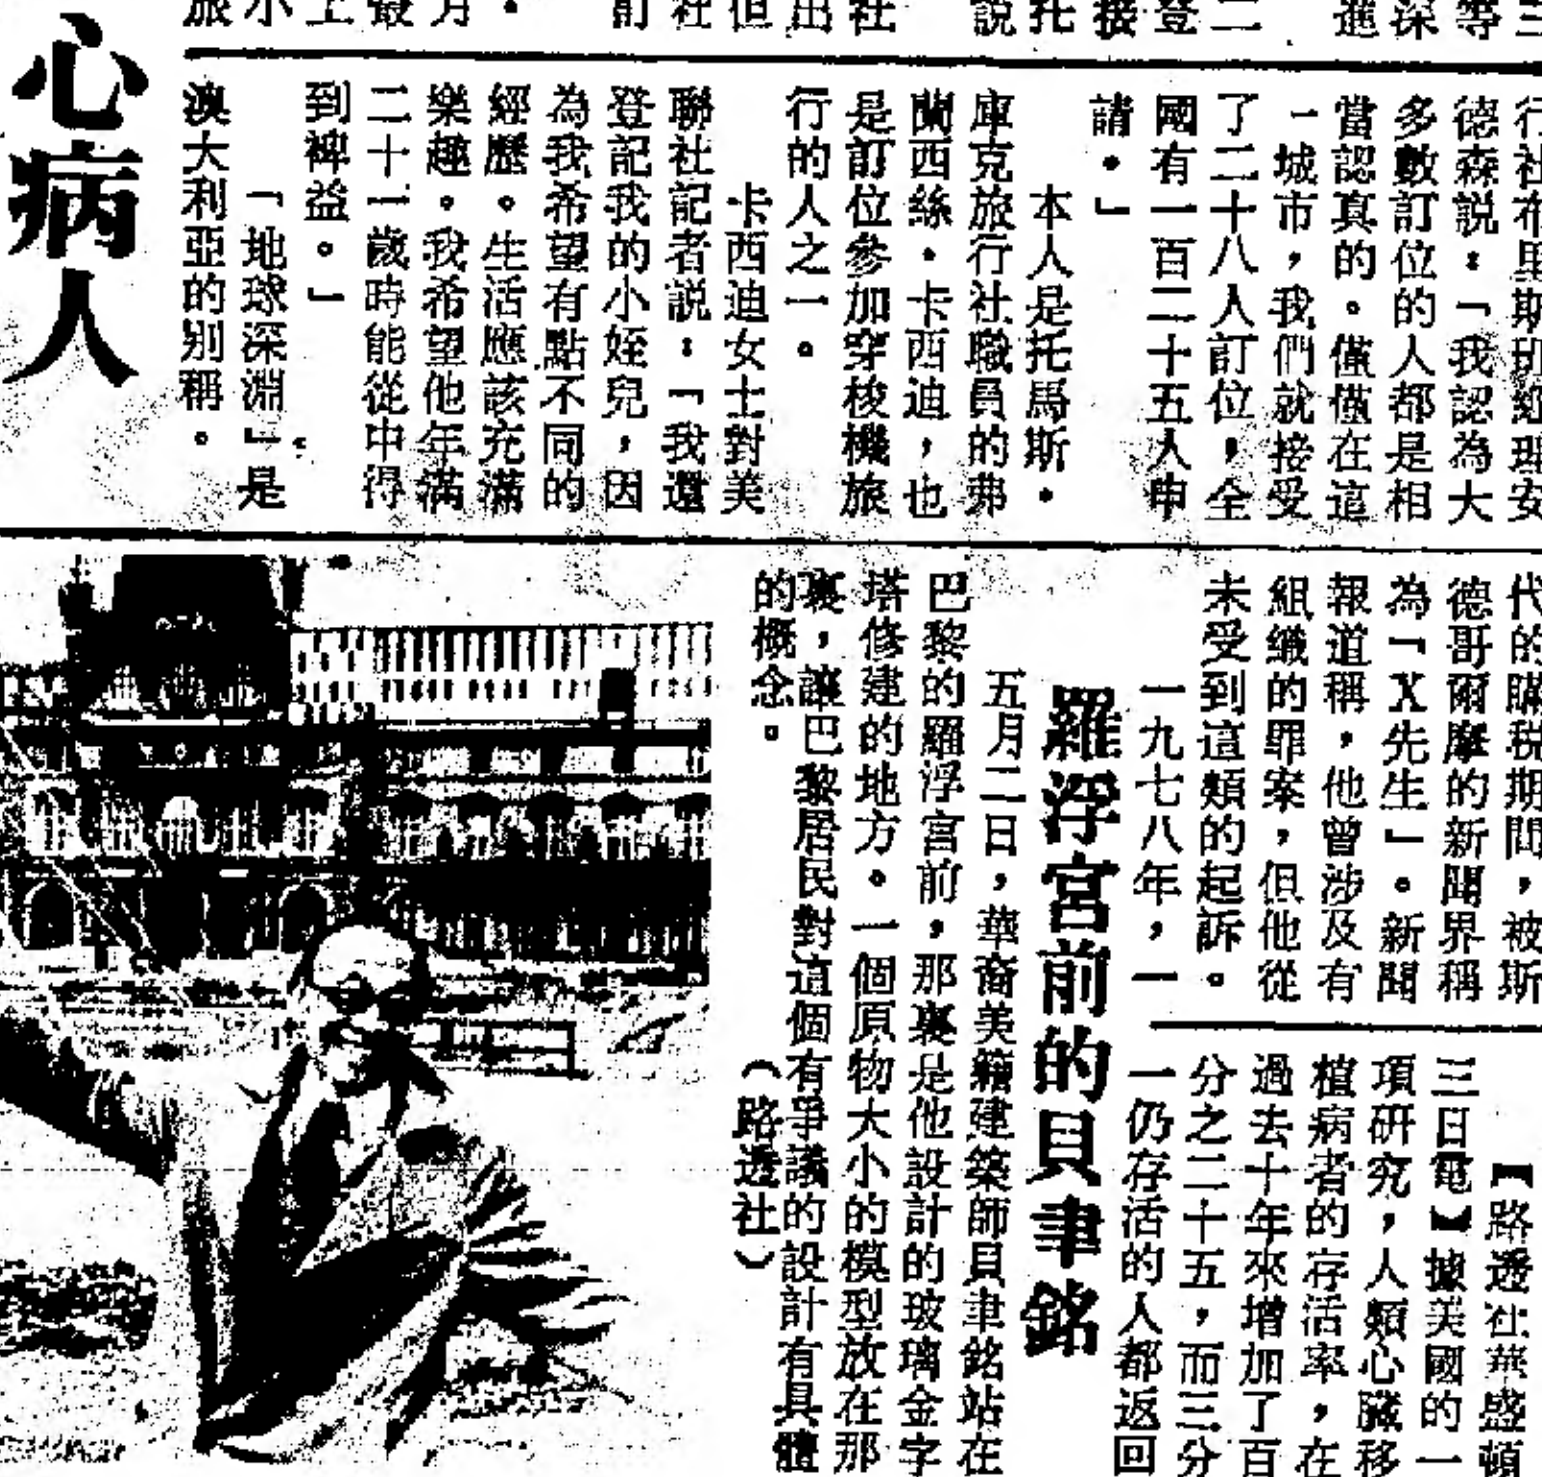 行社布里斯班經理安
德森説：「我認為大
多數訂位的人都是相
當認真的。僅僅在這
一城市，我們就接受
了二十八人訂位，全
國有一百二十五人申
請。」
本人是托馬斯·
庫克旅行社職員的弗
蘭西絲·卡西迪，也
是訂位參加穿梭機旅
行的人之一。
卡西迪女士對美
聯社記者説：「我還
登記我的小姪兒，因
為我希望有點不同的
經歷。生活應該充滿
樂趣。我希望他年滿
二十一歲時能從中得
到裨益。」
「地球深淵」是
澳大利亞的別稱。
心病人
代的購税期間，被斯
德哥爾摩的新聞界稱
為「X先生」。新聞
報道稱，他曾涉及有
組織的罪案，但他從
未受到這類的起訴。
一九七八年，一
【路透社華盛頓
三日電】據美國的一
項研究，人類心臟移
植病者的存活率，在
過去十年來增加了百
分之二十五，而三分
一仍存活的人都返回
羅浮宮前的貝聿銘
五月二日，華裔美籍建築師貝聿銘站在
巴黎的羅浮宮前，那裏是他設計的玻璃金字
塔修建的地方。一個原物大小的模型放在那
裏，讓巴黎居民對這個有爭議的設計有具體
的概念。
（路透社）